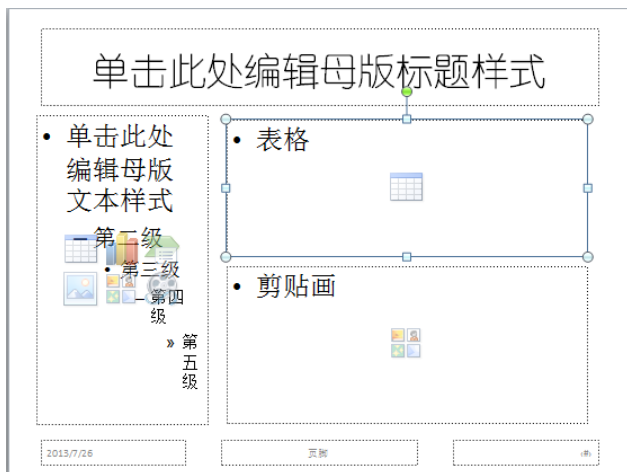 单击此处编辑母版标题样式
• 单击此处
编辑母版
文本样式
– 第二级
• 第三级
– 第四
级
» 第
五
级
• 表格
• 剪贴画
2013/7/26
页脚
‹#›